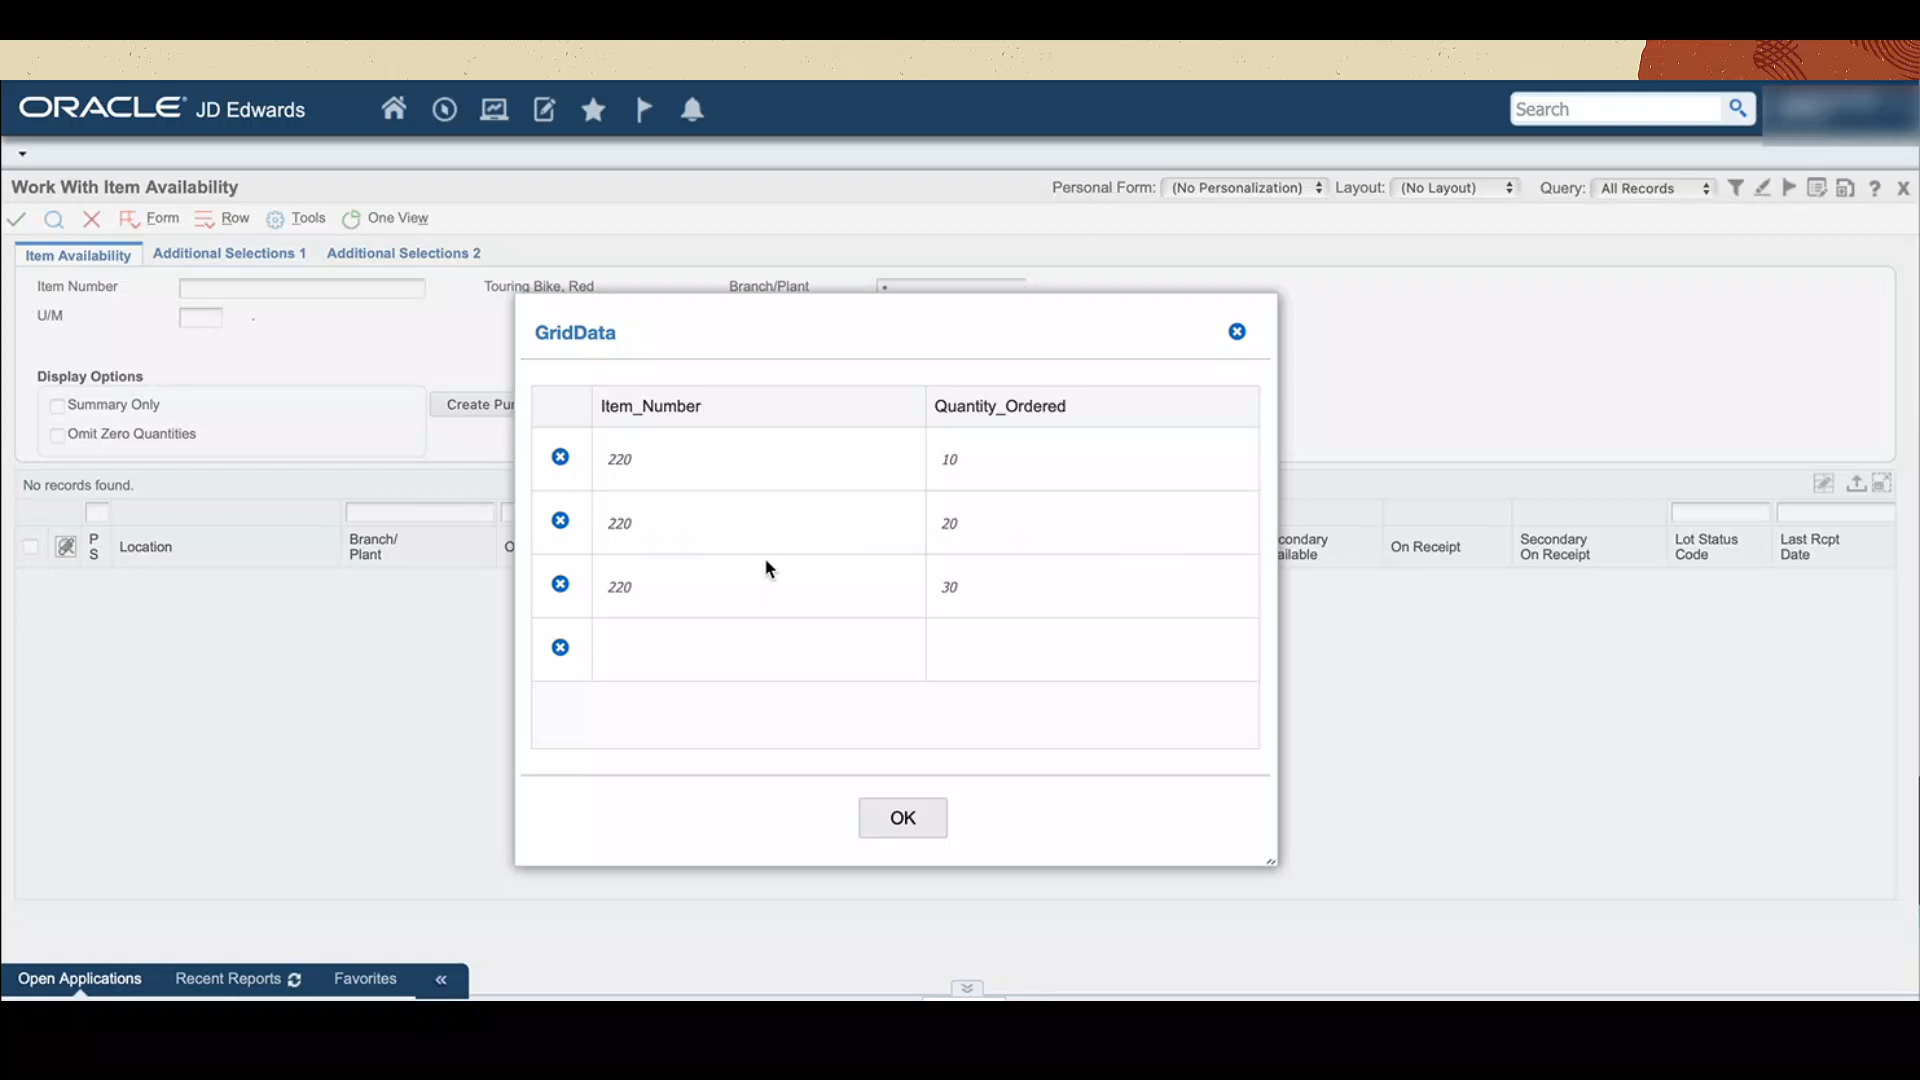 ORACLE JD Edwards Search
Work With Item Availability Personal Form: (No Personalization) Layout: (No Layout) Query: All Records ? X
Form Row Tools One View
Item Availability Additional Selections 1 Additional Selections 2
Item Number Touring Bike, Red Branch/Plant *
U/M .
GridData
Display Options
Summary Only Create Pur
Omit Zero Quantities
Item_Number Quantity_Ordered
220 10
220 20
220 30
OK
No records found.
P S Location Branch/ Plant O condary ailable On Receipt Secondary On Receipt Lot Status Code Last Rcpt Date
Open Applications Recent Reports Favorites «